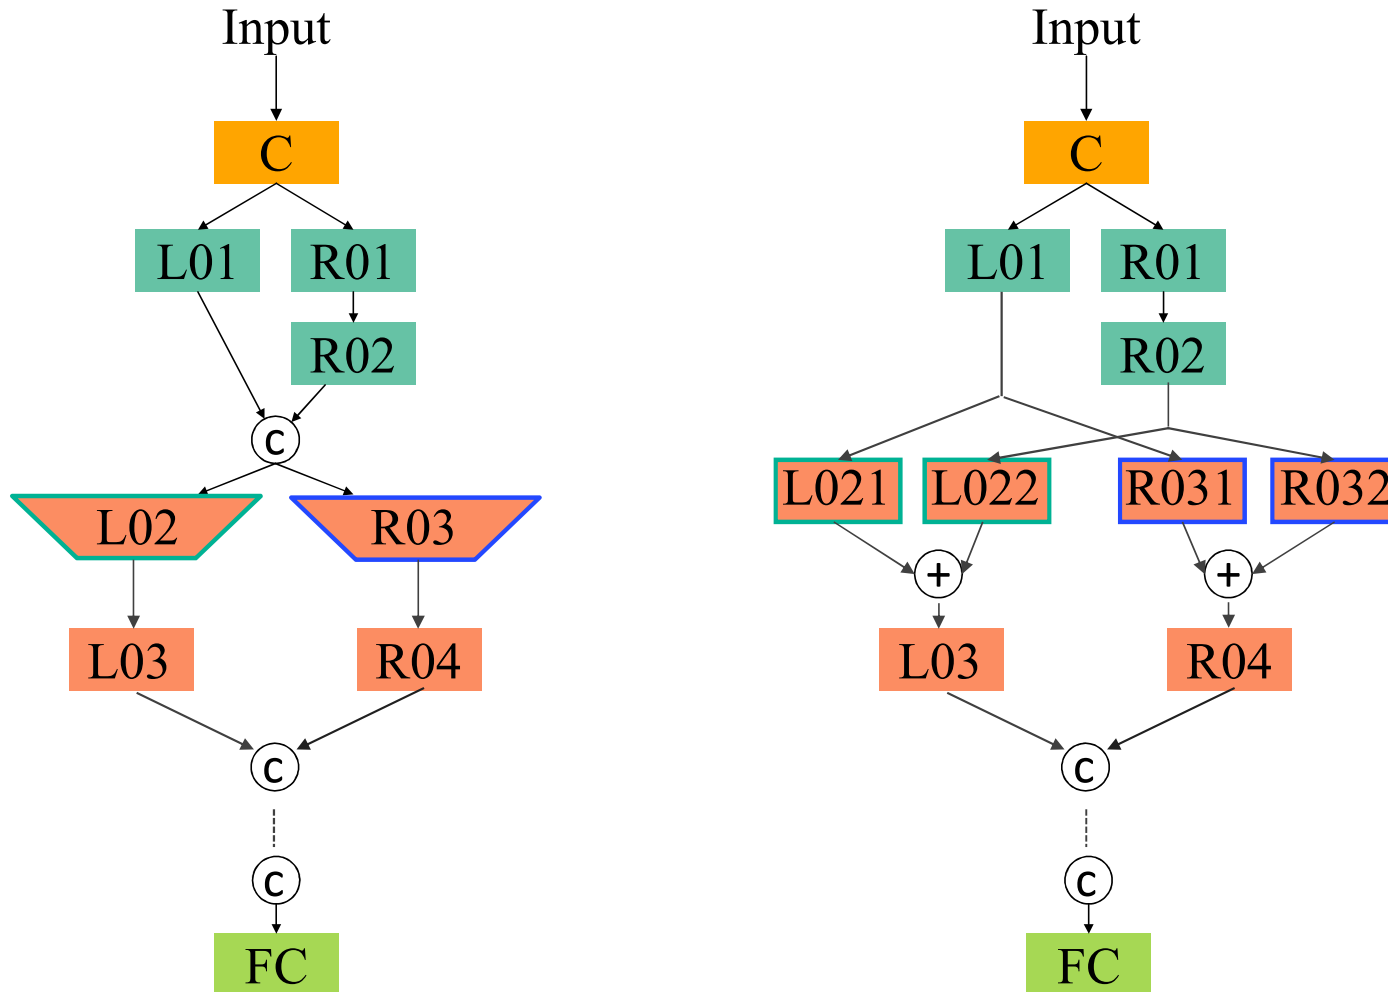 Input
C
L01 R01
R02
c
L02 R03
L03 R04
c
c
FC
Input
C
L01 R01
R02
L021 L022 R031 R032
+ +
L03 R04
c
c
FC